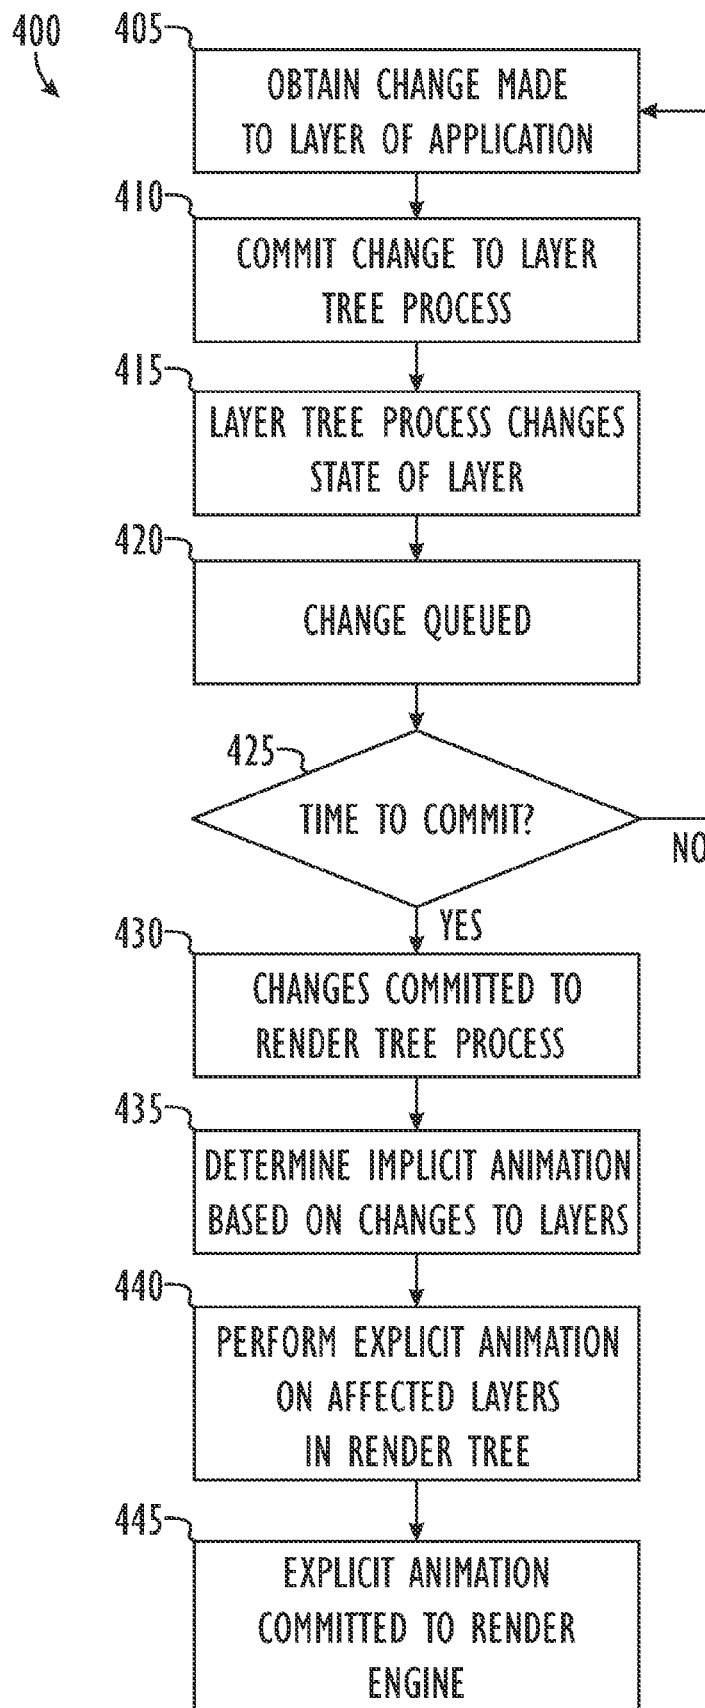 400
405
OBTAIN CHANGE MADE
TO LAYER OF APPLICATION
410
COMMIT CHANGE TO LAYER
TREE PROCESS
415
LAYER TREE PROCESS CHANGES
STATE OF LAYER
420
CHANGE QUEUED
425
TIME TO COMMIT?
NO
YES
430
CHANGES COMMITTED TO
RENDER TREE PROCESS
435
DETERMINE IMPLICIT ANIMATION
BASED ON CHANGES TO LAYERS
440
PERFORM EXPLICIT ANIMATION
ON AFFECTED LAYERS
IN RENDER TREE
445
EXPLICIT ANIMATION
COMMITTED TO RENDER
ENGINE